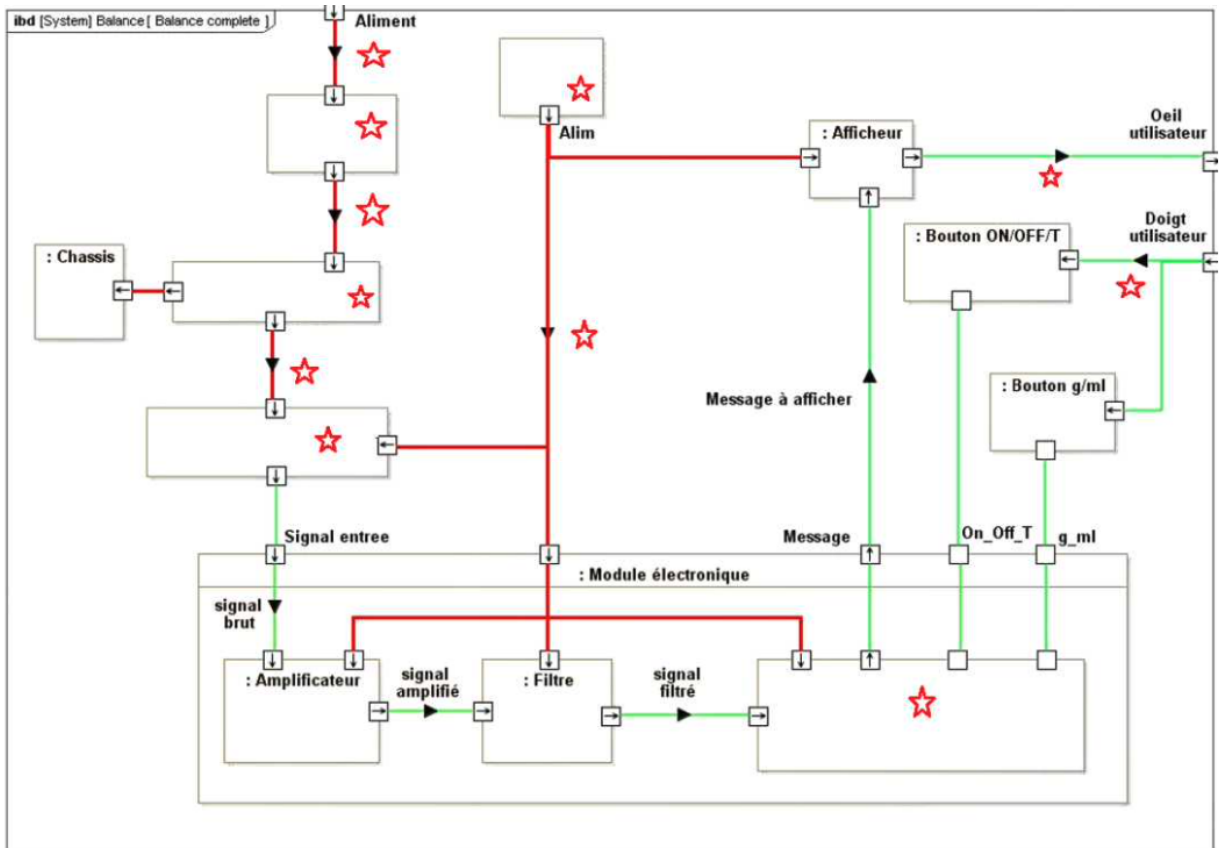 ibd [System] Balance [ Balance complete ]
Aliment
Alim
: Afficheur
Oeil
utilisateur
: Chassis
: Bouton ON/OFF/T
Doigt
utilisateur
: Bouton g/ml
Message à afficher
Signal entree
Message
On_Off_T
g_ml
: Module électronique
signal
brut
: Amplificateur
signal
amplifié
: Filtre
signal
filtré